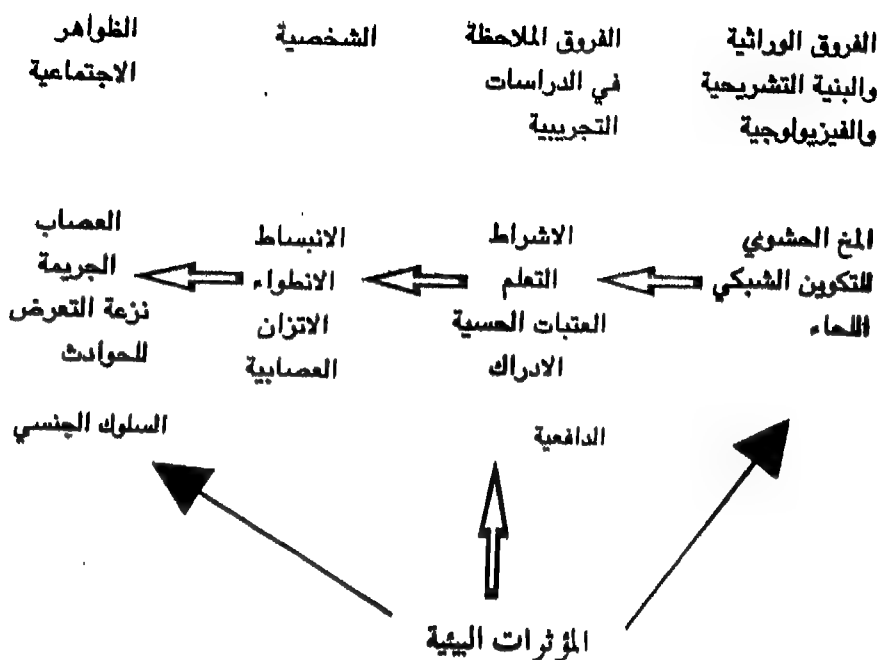 الفروق الوراثية
والبنية التشريحية
والفيزيولوجية
الفروق الملاحظة
في الدراسات
التجريبية
الشخصية
الظواهر
الاجتماعية
المخ الحشوي
للتكوين الشبكي
اللحاء
الاشراط
التعلم
العتبات الحسية
الادراك
الدافعية
الانبساط
الانطواء
الاتزان
العصابية
العصاب
الجريمة
نزعة التعرض
للحوادث
السلوك الجنسي
المؤثرات البيئية